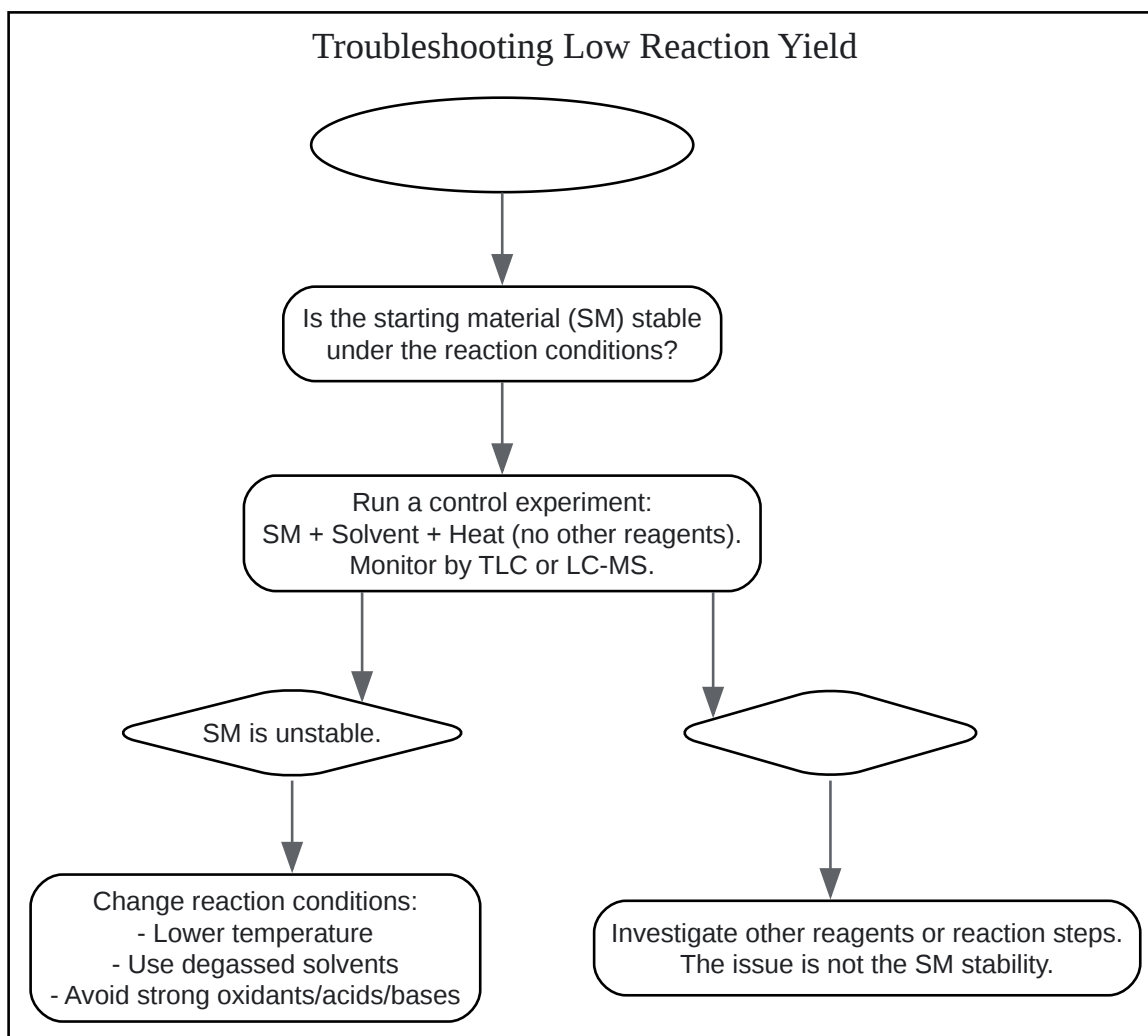 Troubleshooting Low Reaction Yield
Is the starting material (SM) stable
under the reaction conditions?
Run a control experiment:
SM + Solvent + Heat (no other reagents).
Monitor by TLC or LC-MS.
SM is unstable.
Change reaction conditions:
- Lower temperature
- Use degassed solvents
- Avoid strong oxidants/acids/bases
Investigate other reagents or reaction steps.
The issue is not the SM stability.